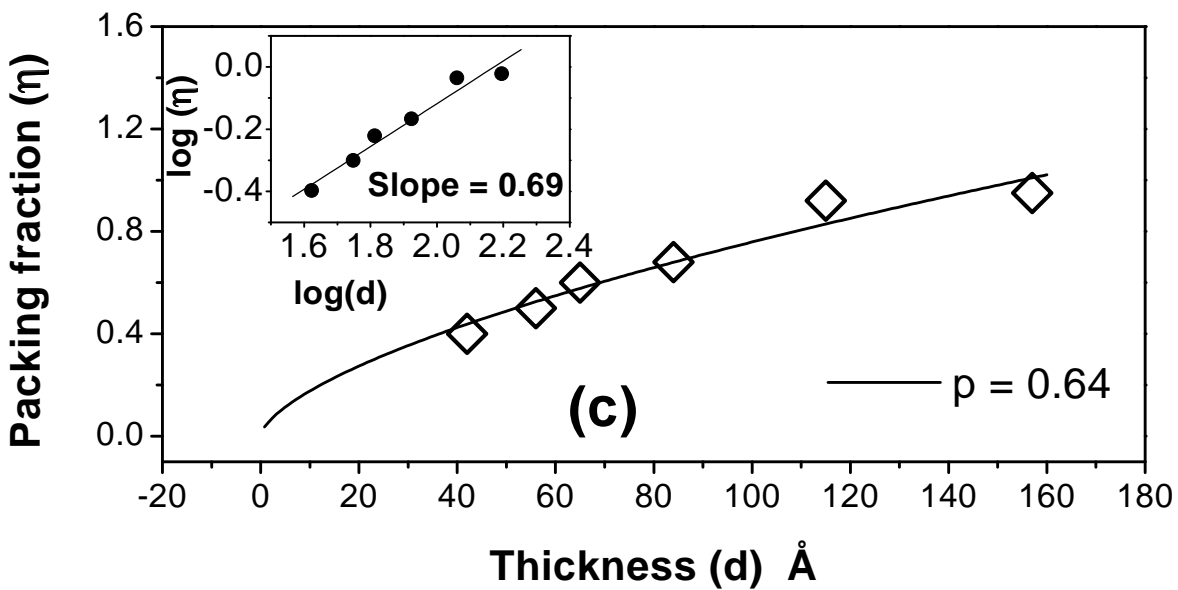 Packing fraction (η)
1.6
1.2
0.8
0.4
0.0
log (η)
0.0
-0.2
-0.4
Slope = 0.69
1.6 1.8 2.0 2.2 2.4
log(d)
(c)
p = 0.64
-20 0 20 40 60 80 100 120 140 160 180
Thickness (d) Å